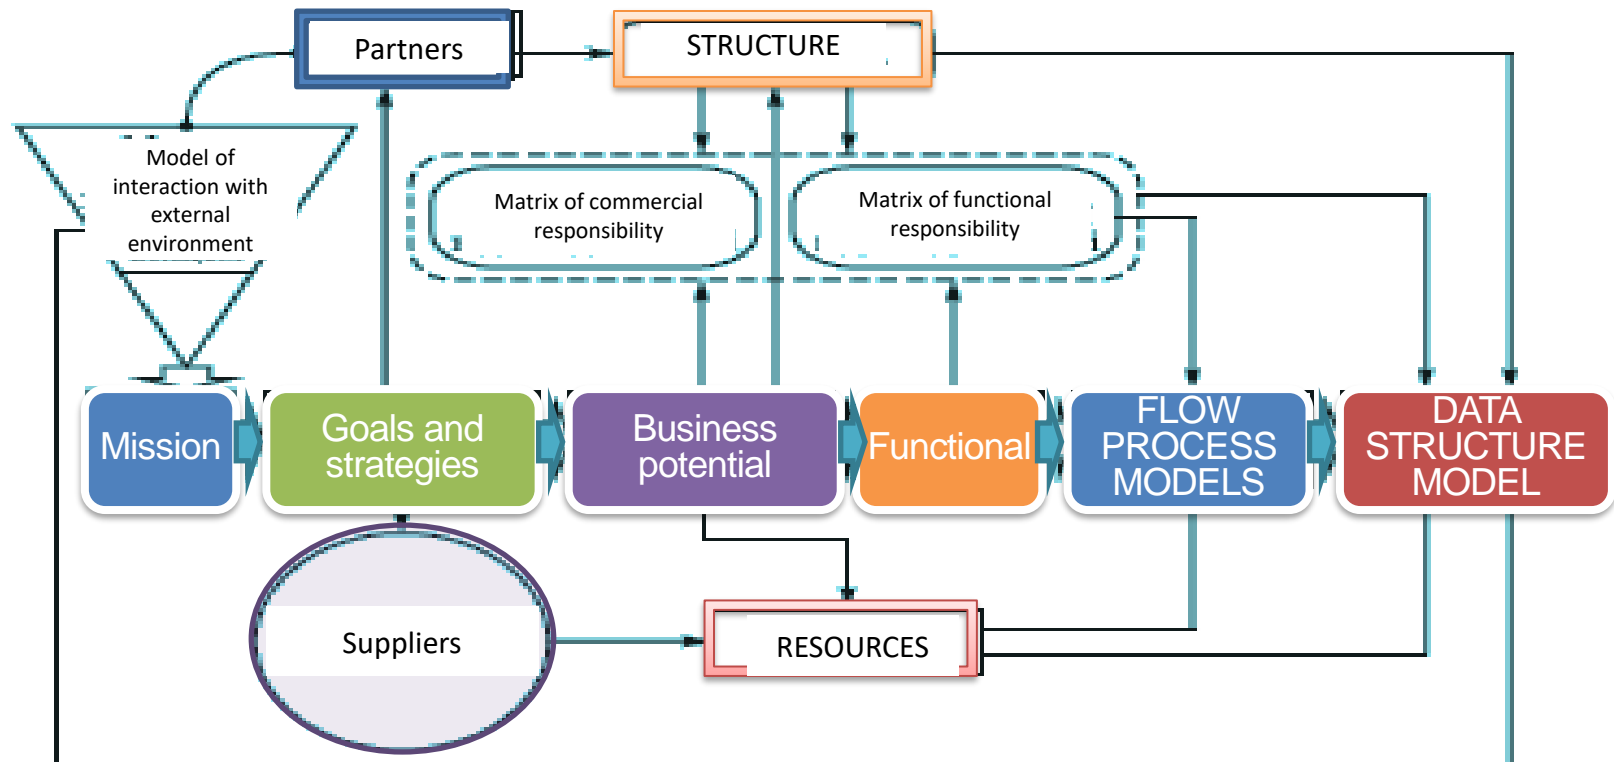 Partners
STRUCTURE
Model of
interaction with
external
environment
Matrix of commercial
responsibility
Matrix of functional
responsibility
Mission
Goals and
strategies
Business
potential
Functional
FLOW
PROCESS
MODELS
DATA
STRUCTURE
MODEL
Suppliers
RESOURCES